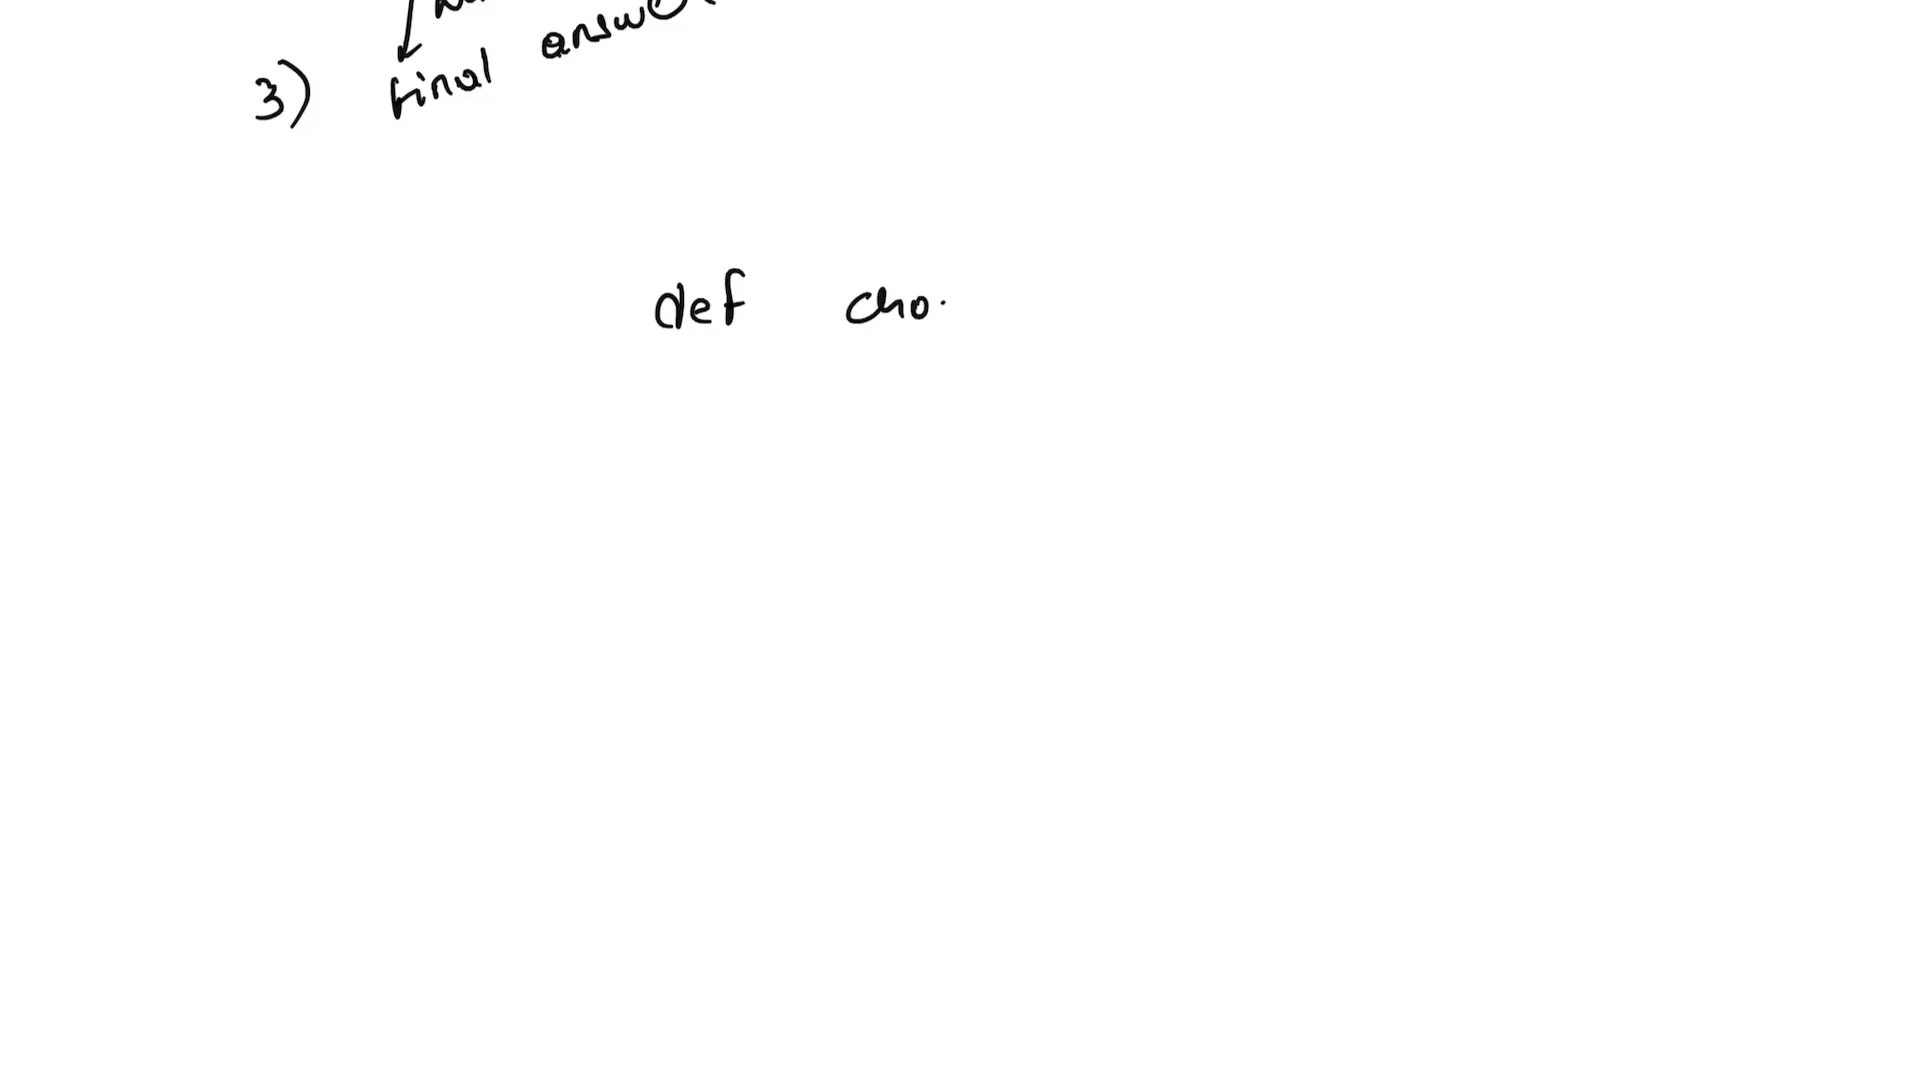 3) final answer
def cho